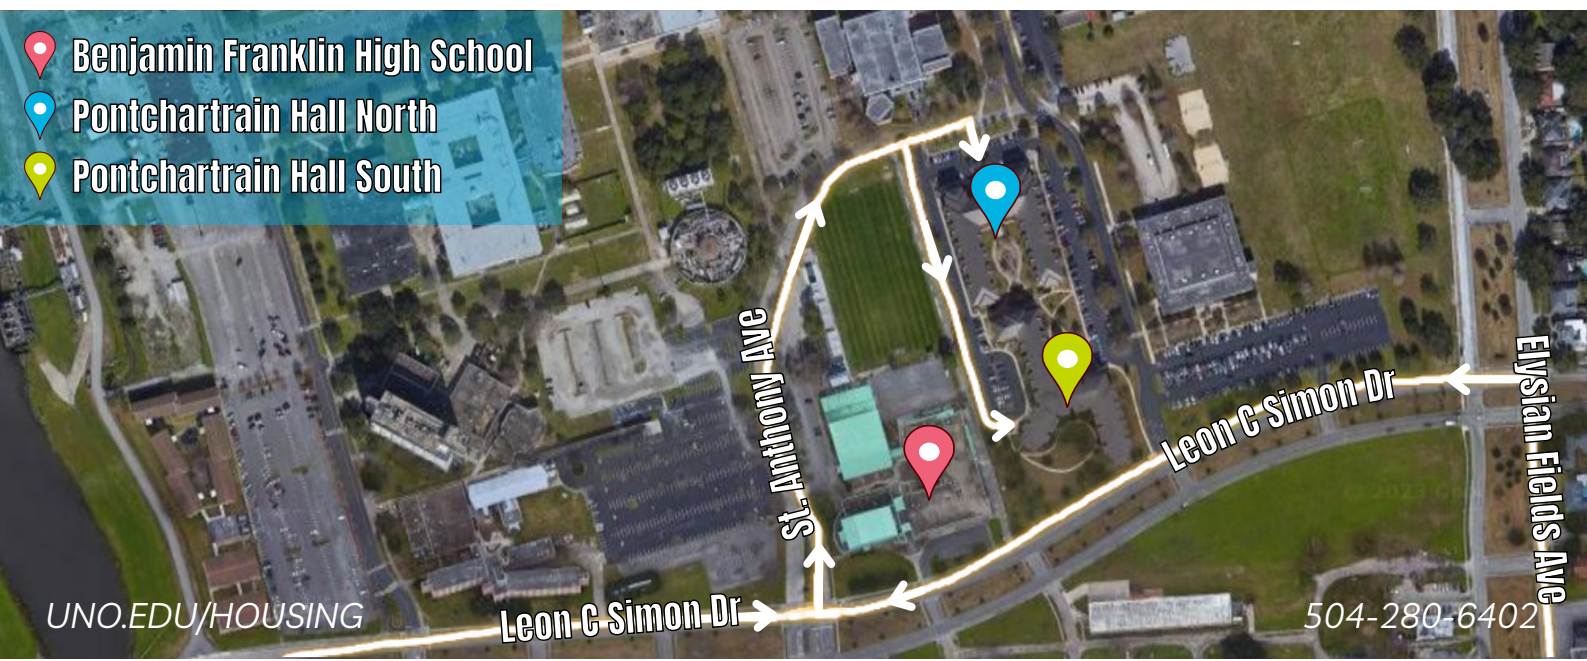 Benjamin Franklin High School
Pontchartrain Hall North
Pontchartrain Hall South
St. Anthony Ave
Elysian Fields Ave
Leon C Simon Dr
Leon C Simon Dr
UNO.EDU/HOUSING
504-280-6402